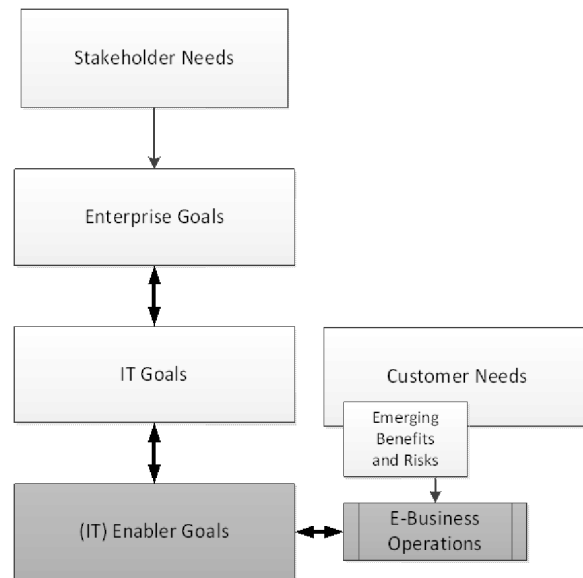 Stakeholder Needs
Enterprise Goals
IT Goals
Customer Needs
Emerging
Benefits
and Risks
(IT) Enabler Goals
E-Business
Operations